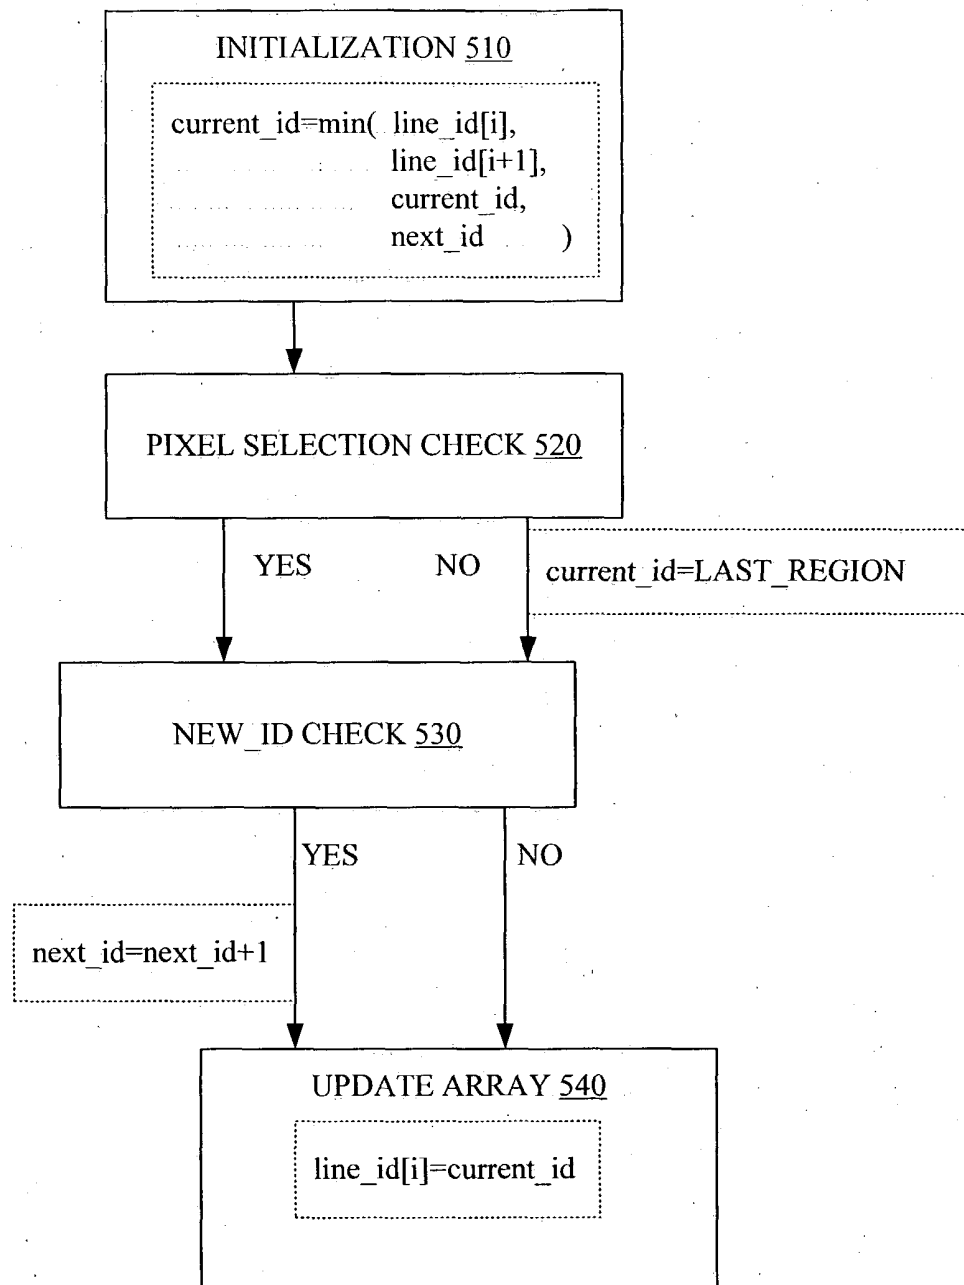 INITIALIZATION 510
current_id=min( line_id[i],
line_id[i+1],
current_id,
next_id )
PIXEL SELECTION CHECK 520
YES NO current_id=LAST_REGION
NEW_ID CHECK 530
YES NO
next_id=next_id+1
UPDATE ARRAY 540
line_id[i]=current_id